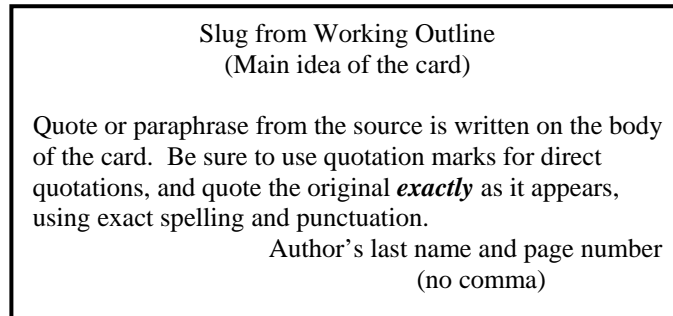 Slug from Working Outline
(Main idea of the card)
Quote or paraphrase from the source is written on the body
of the card.  Be sure to use quotation marks for direct
quotations, and quote the original exactly as it appears,
using exact spelling and punctuation.
Author’s last name and page number
(no comma)